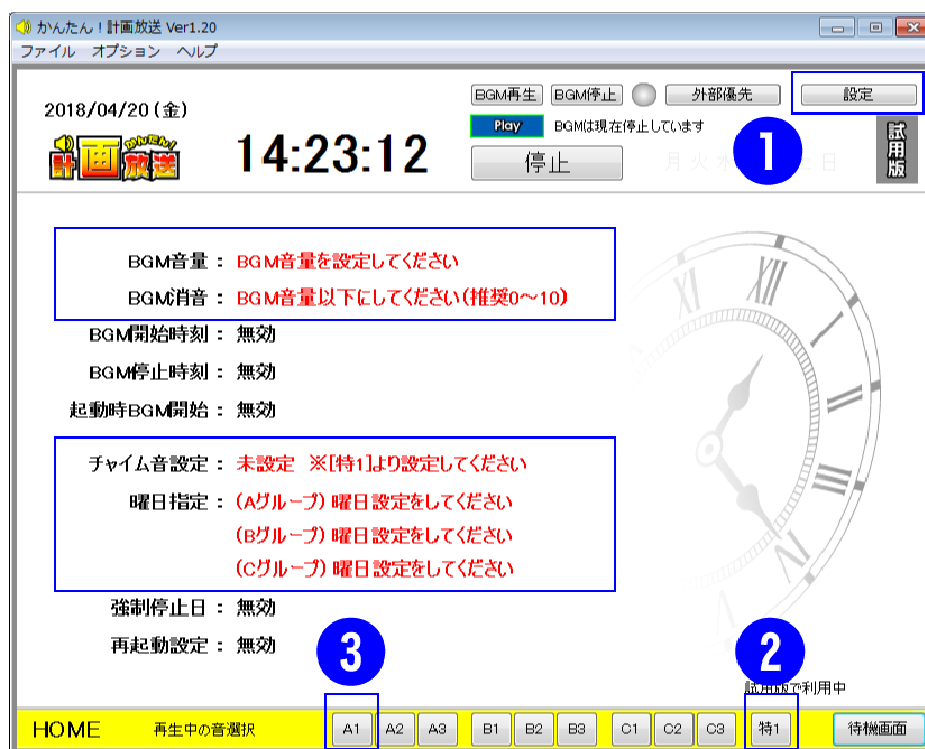 かんたん！計画放送 Ver1.20
ファイル オプション ヘルプ
2018/04/20(金)
BGM再生 BGM停止 外部優先 設定
Play BGMは現在停止しています
かんたん!
計画放送
14:23:12
停止
月 火 水 日
1
試用版
BGM音量： BGM音量を設定してください
BGM消音： BGM音量以下にしてください(推奨0～10)
BGM開始時刻： 無効
BGM停止時刻： 無効
起動時BGM開始： 無効
チャイム音設定： 未設定 ※[特1]より設定してください
曜日指定： (Aグループ) 曜日設定をしてください
(Bグループ) 曜日設定をしてください
(Cグループ) 曜日設定をしてください
強制停止日： 無効
再起動設定： 無効
XI XII I II III IV
3
2
試用版で利用中
HOME 再生中の音選択 A1 A2 A3 B1 B2 B3 C1 C2 C3 特1 待機画面